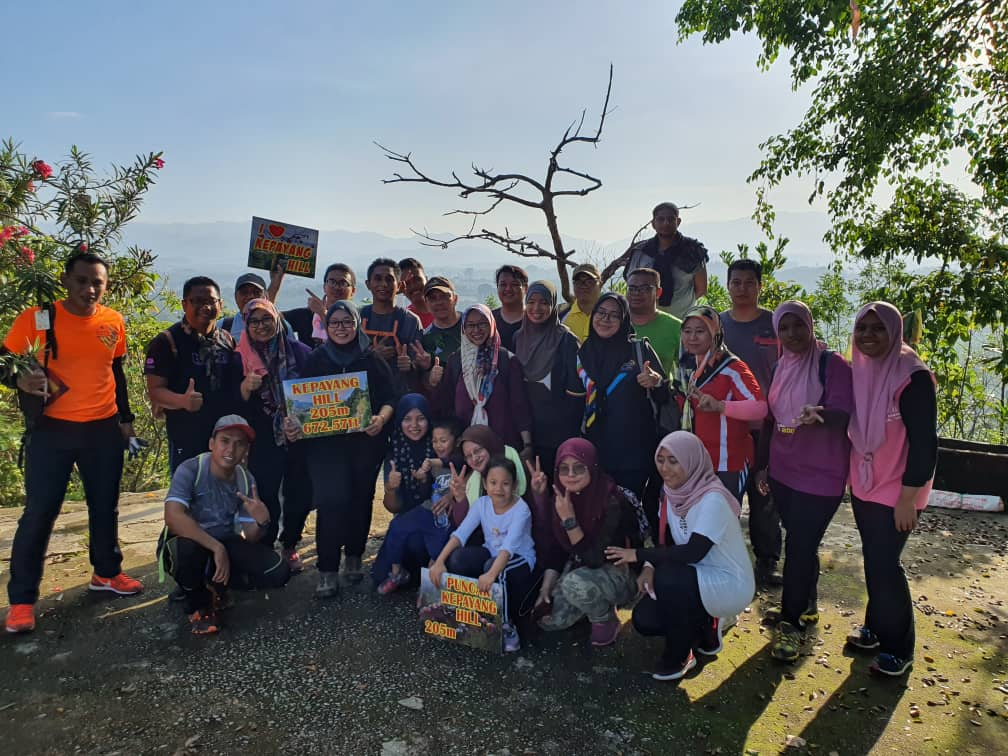 I ❤ 
KEPAYANG
HILL
KEPAYANG
HILL
205m
672.57ft
PUNCAK
KEPAYANG
HILL
205m